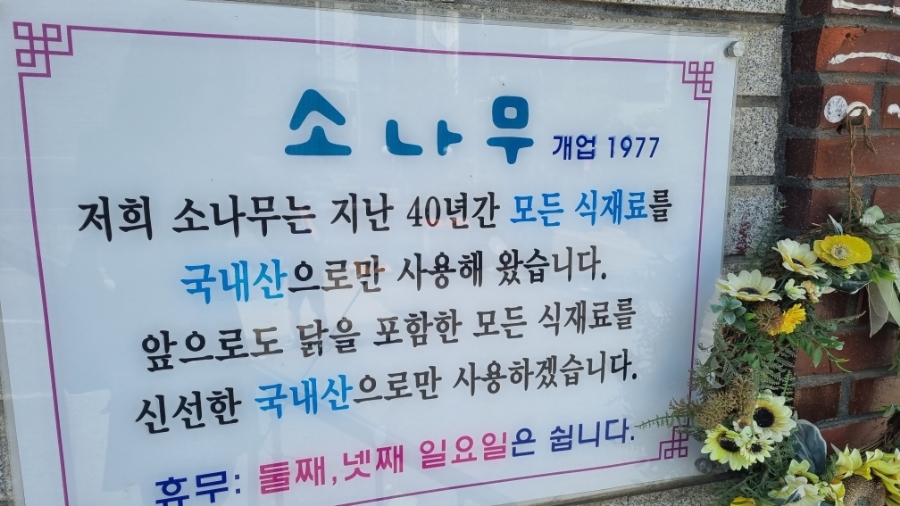 소나무 개업 1977
저희 소나무는 지난 40년간 모든 식재료를
국내산으로만 사용해 왔습니다.
앞으로도 닭을 포함한 모든 식재료를
신선한 국내산으로만 사용하겠습니다.
휴무: 둘째,넷째 일요일은 쉽니다.